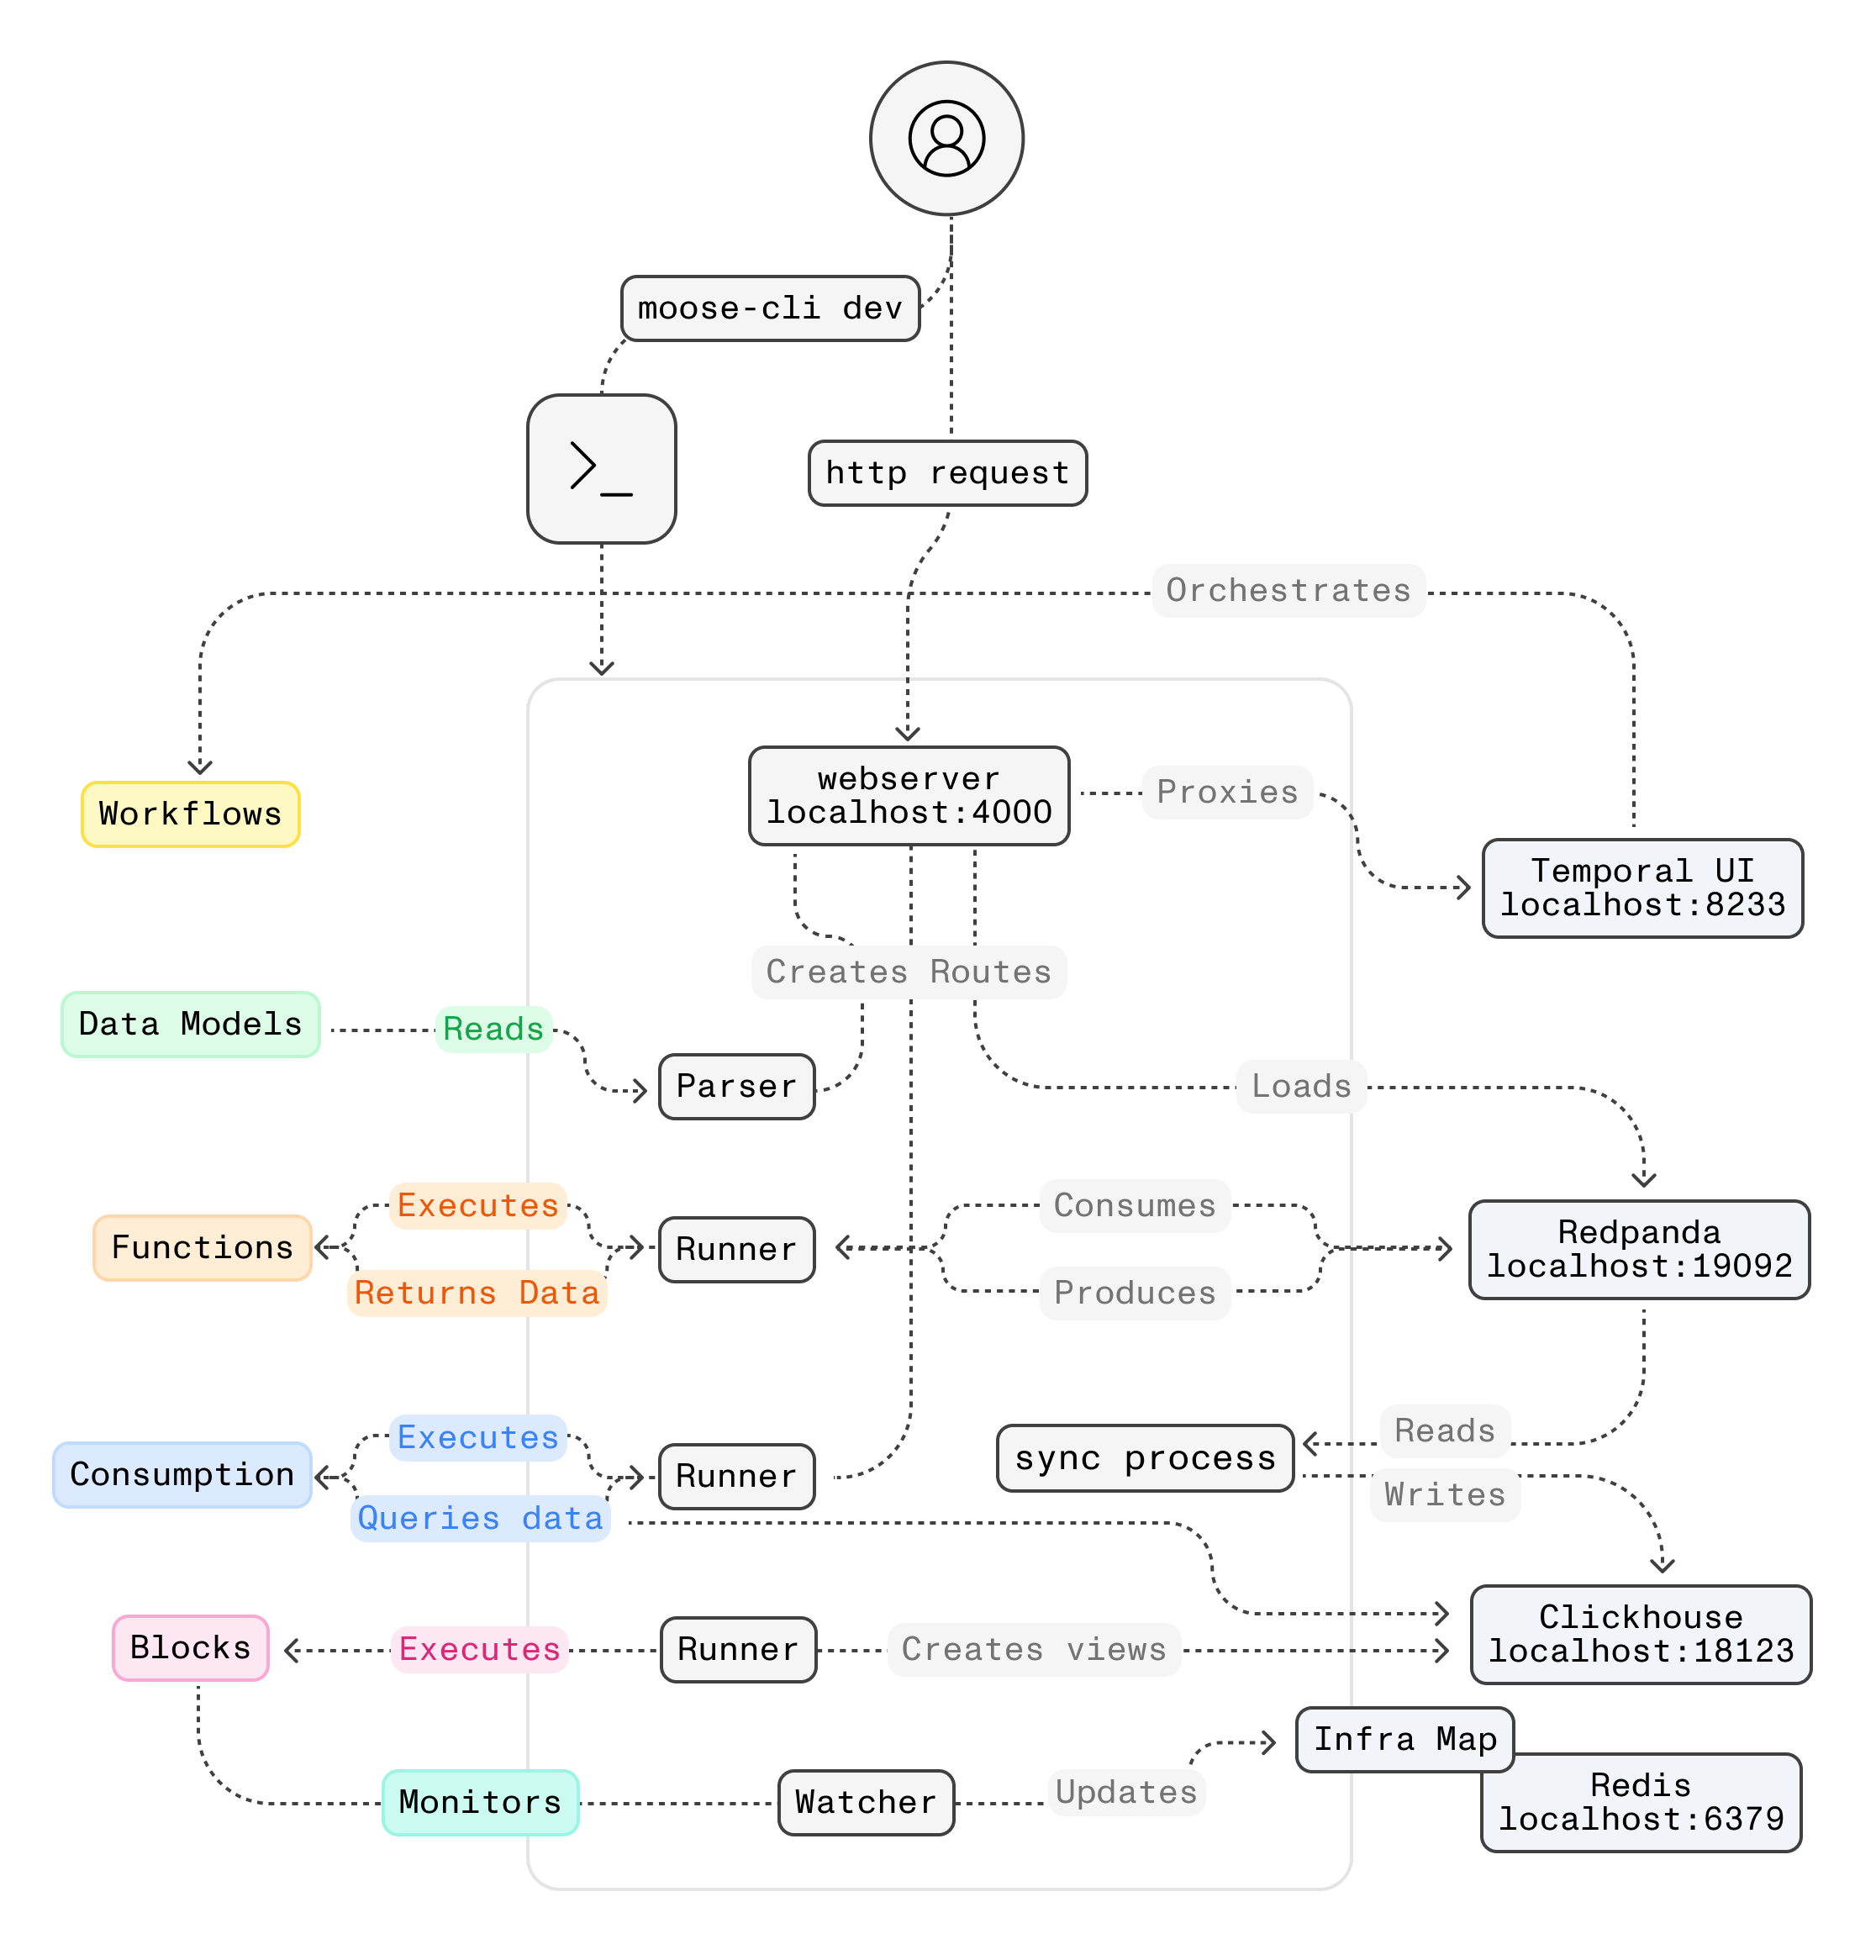 moose-cli dev
http request
Orchestrates
webserver
localhost:4000
Proxies
Workflows
Temporal UI
localhost:8233
Creates Routes
Data Models
Reads
Parser
Loads
Executes
Consumes
Functions
Runner
Redpanda
localhost:19092
Returns Data
Produces
Executes
Reads
Consumption
Runner
sync process
Writes
Queries data
Clickhouse
localhost:18123
Blocks
Executes
Runner
Creates views
Infra Map
Monitors
Watcher
Updates
Redis
localhost:6379